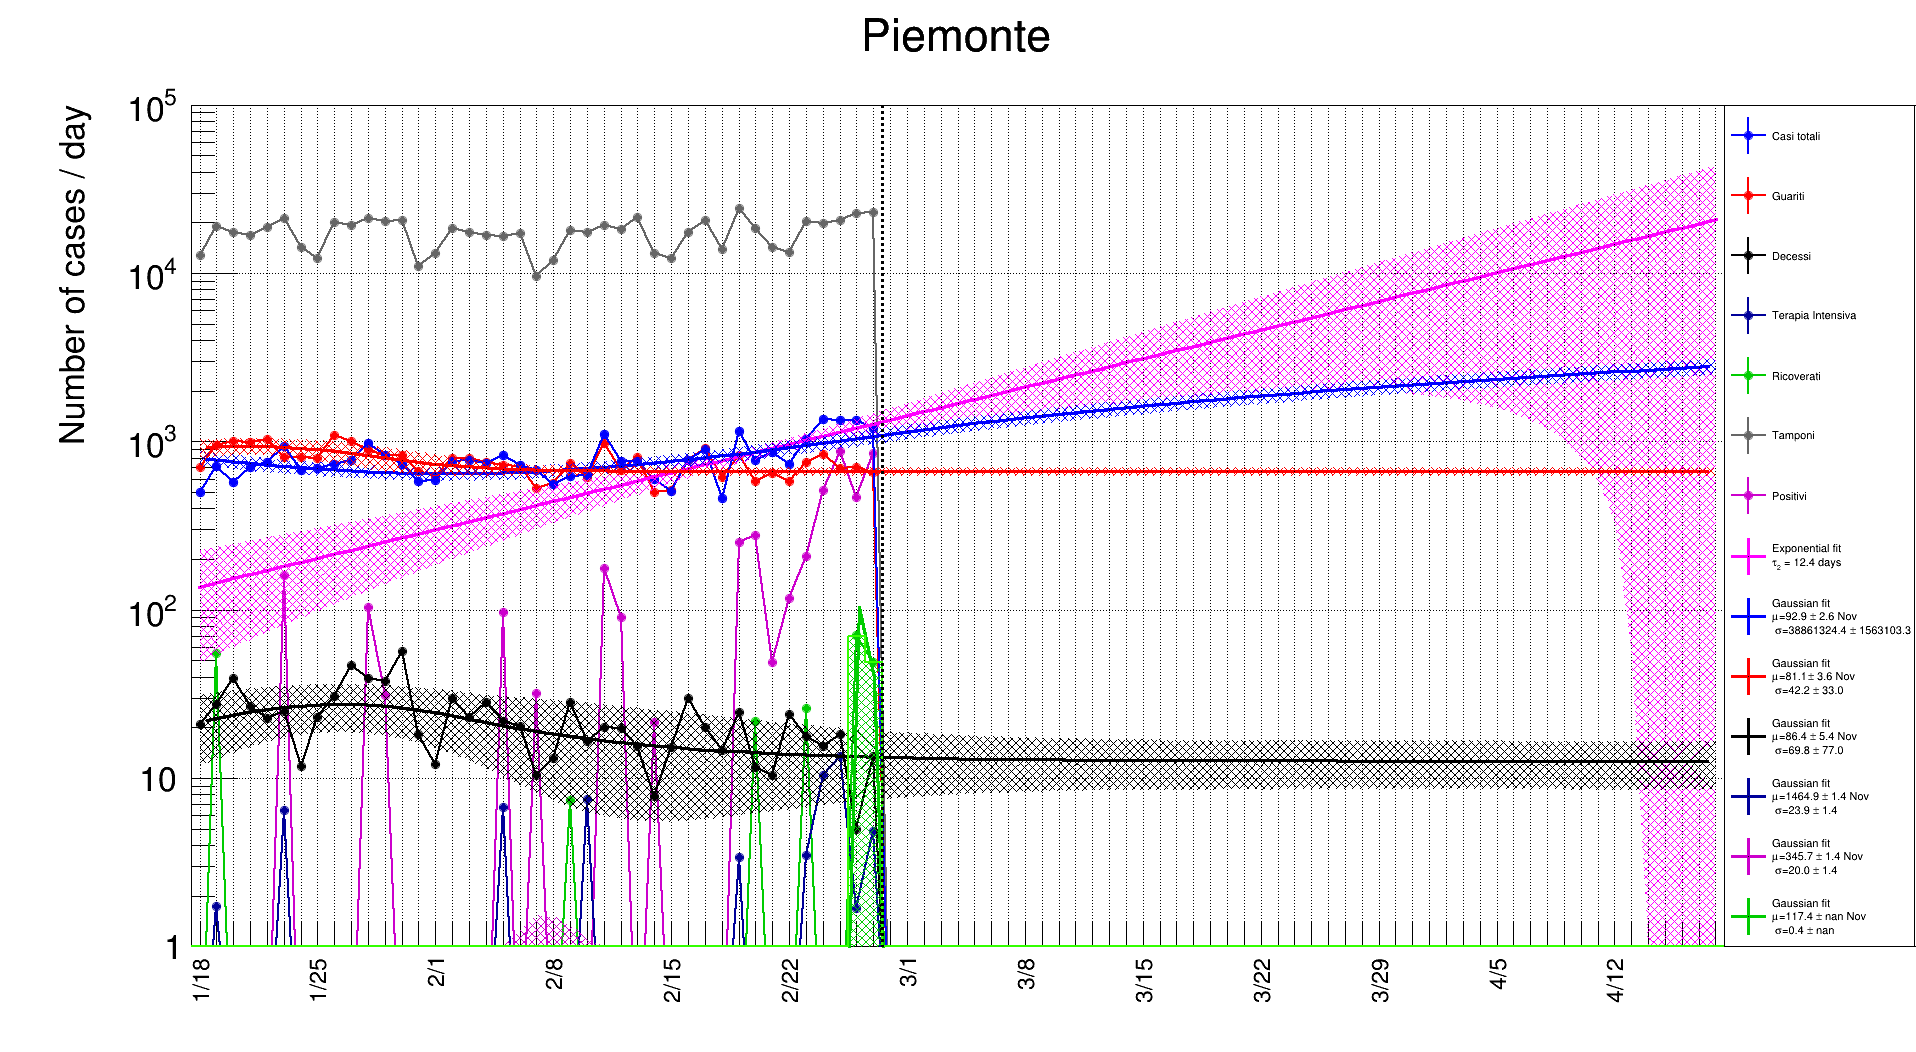 Piemonte
Number of cases / day
10^5
10^4
10^3
10^2
10
1
1/18
1/25
2/1
2/8
2/15
2/22
3/1
3/8
3/15
3/22
3/29
4/5
4/12
Casi totali
Guariti
Decessi
Terapia Intensiva
Ricoverati
Tamponi
Positivi
Exponential fit
τ₂ = 12.4 days
Gaussian fit
μ=92.9 ± 2.6 Nov
σ=38861324.4 ± 1563103.3
Gaussian fit
μ=81.1 ± 3.6 Nov
σ=42.2 ± 33.0
Gaussian fit
μ=86.4 ± 5.4 Nov
σ=69.8 ± 77.0
Gaussian fit
μ=1464.9 ± 1.4 Nov
σ=23.9 ± 1.4
Gaussian fit
μ=345.7 ± 1.4 Nov
σ=20.0 ± 1.4
Gaussian fit
μ=117.4 ± nan Nov
σ=0.4 ± nan